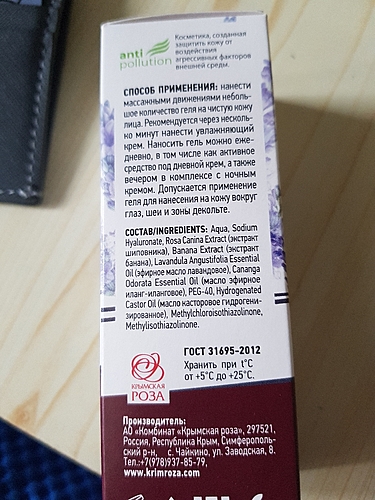 anti
pollution
Косметика, созданная
защитить кожу от
воздействия
агрессивных факторов
внешней среды.
СПОСОБ ПРИМЕНЕНИЯ: нанести
массажными движениями неболь-
шое количество геля на чистую кожу
лица. Рекомендуется через несколь-
ко минут нанести увлажняющий
крем. Наносить гель можно еже-
дневно, в том числе как активное
средство под дневной крем, а также
вечером в комплексе с ночным
кремом. Допускается применение
геля для нанесения на кожу вокруг
глаз, шеи и зоны декольте.
СОСТАВ/INGREDIENTS: Aqua, Sodium
Hyaluronate, Rosa Canina Extract (экстракт
шиповника), Banana Extract (экстракт
банана), Lavandula Angustifolia Essential
Oil (эфирное масло лавандовое), Cananga
Odorata Essential Oil (масло эфирное
иланг-иланговое), PEG-40, Hydrogenated
Castor Oil (масло касторовое гидрогени-
зированное), Methylchloroisothiazolinone,
Methylisothiazolinone.
ГОСТ 31695-2012
Хранить при t°C
от +5°C до +25°C.
КРЫМСКАЯ
РОЗА
Производитель:
АО «Комбинат «Крымская роза», 297521,
Россия, Республика Крым, Симферополь-
ский р-н, с. Чайкино, ул. Заводская, 8.
Тел.:+7(978)937-85-79,
www.krimroza.com